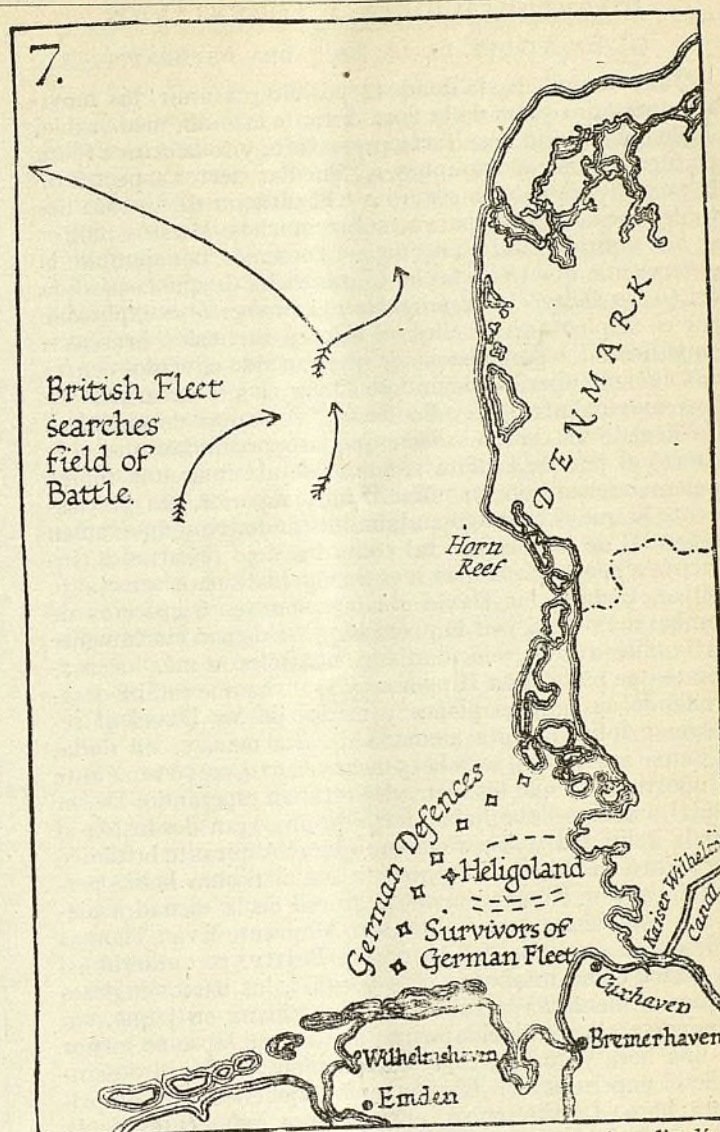 7.
British Fleet
searches
field of
Battle.
DENMARK
Horn
Reef
German Defences
Heligoland
Survivors of
German Fleet
Kaiser Wilhelm
Canal
Cuxhaven
Bremerhaven
Wilhelmshaven
Emden